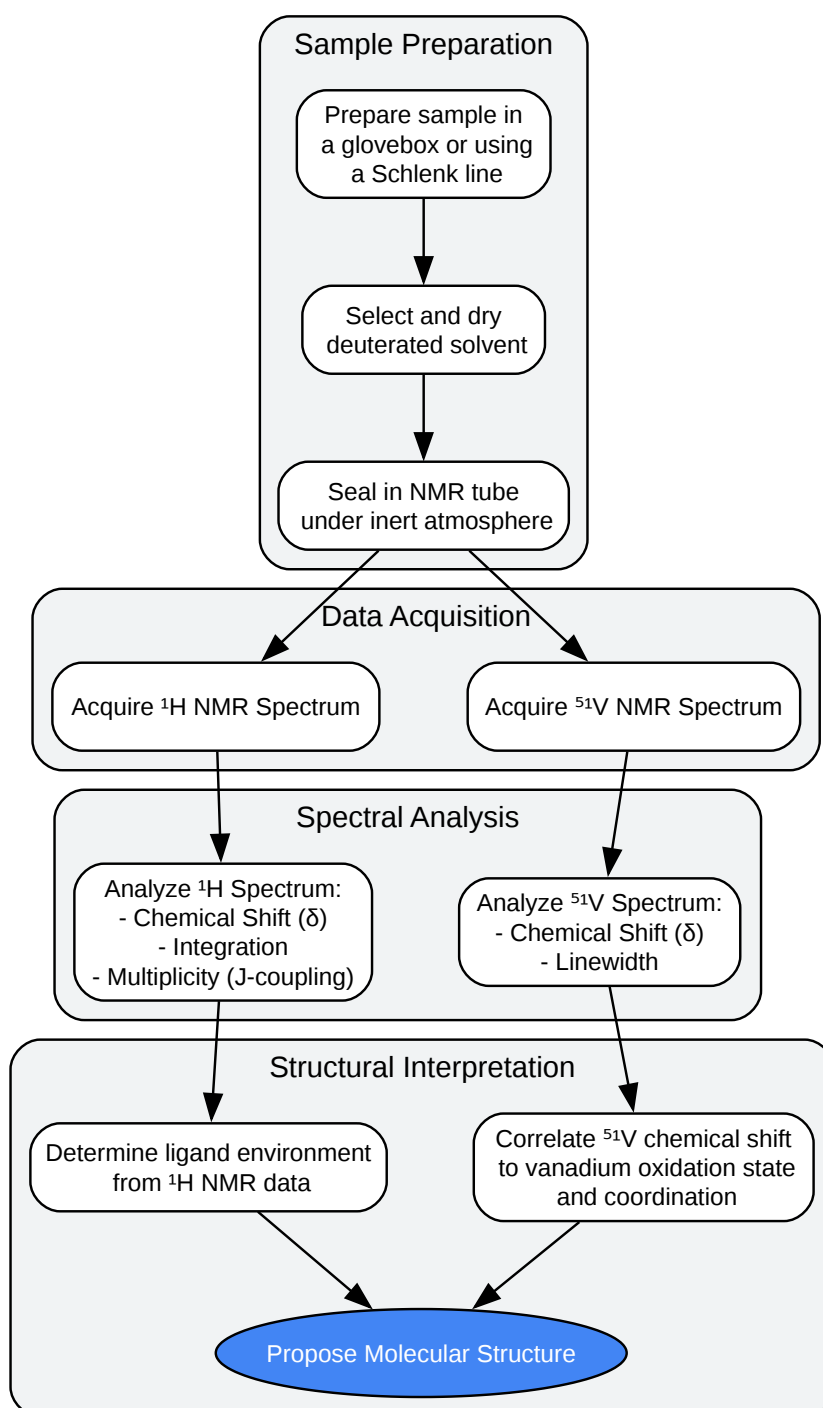 Sample Preparation
Prepare sample in
a glovebox or using
a Schlenk line
Select and dry
deuterated solvent
Seal in NMR tube
under inert atmosphere
Data Acquisition
Acquire ¹H NMR Spectrum
Acquire ⁵¹V NMR Spectrum
Spectral Analysis
Analyze ¹H Spectrum:
- Chemical Shift (δ)
- Integration
- Multiplicity (J-coupling)
Analyze ⁵¹V Spectrum:
- Chemical Shift (δ)
- Linewidth
Structural Interpretation
Determine ligand environment
from ¹H NMR data
Correlate ⁵¹V chemical shift
to vanadium oxidation state
and coordination
Propose Molecular Structure